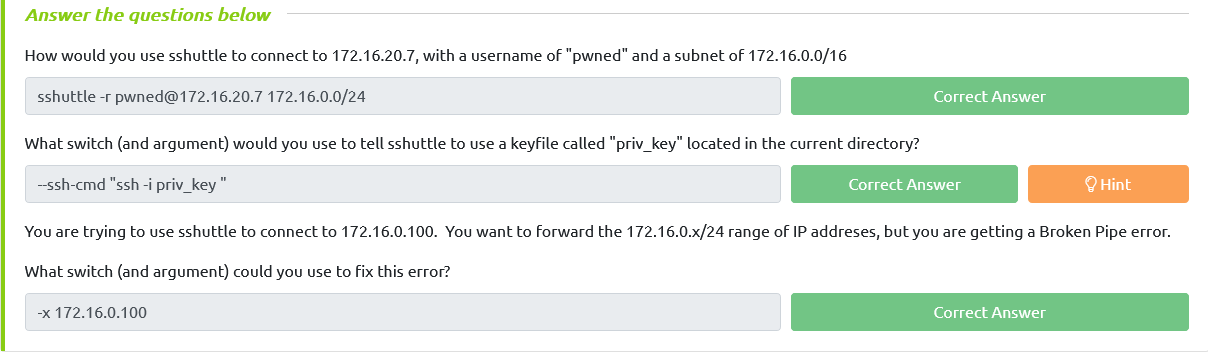 Answer the questions below
How would you use sshuttle to connect to 172.16.20.7, with a username of "pwned" and a subnet of 172.16.0.0/16
sshuttle -r pwned@172.16.20.7 172.16.0.0/24
Correct Answer
What switch (and argument) would you use to tell sshuttle to use a keyfile called "priv_key" located in the current directory?
--ssh-cmd "ssh -i priv_key "
Correct Answer
Hint
You are trying to use sshuttle to connect to 172.16.0.100.  You want to forward the 172.16.0.x/24 range of IP addreses, but you are getting a Broken Pipe error.
What switch (and argument) could you use to fix this error?
-x 172.16.0.100
Correct Answer